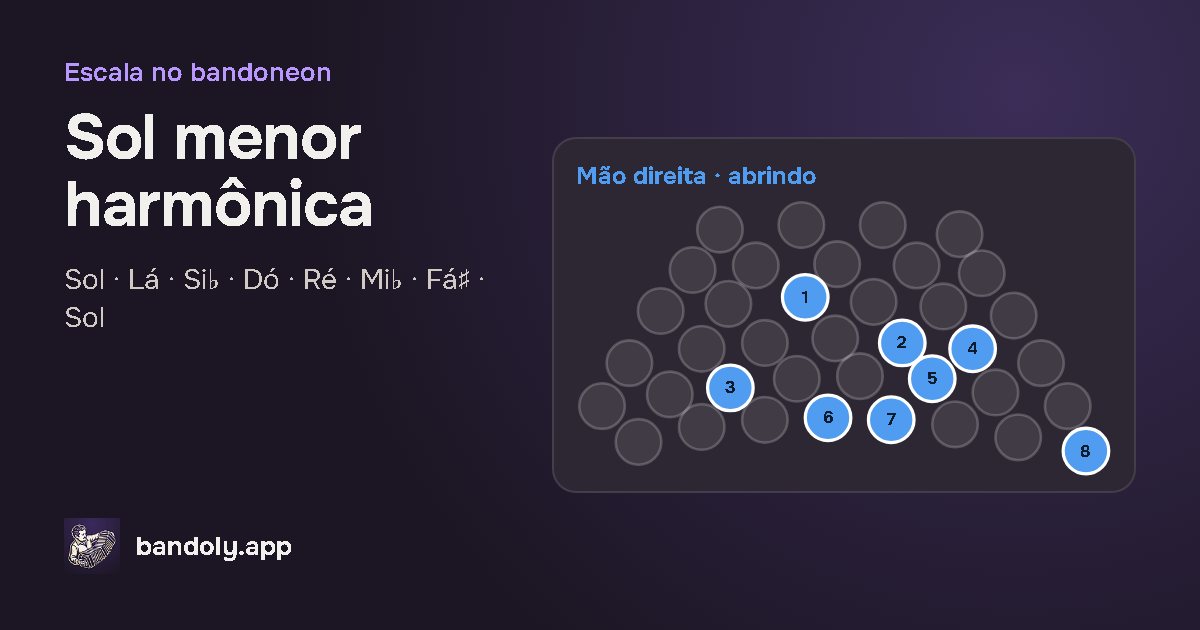 Escala no bandoneon
Sol menor
harmônica
Sol · Lá · Si♭ · Dó · Ré · Mi♭ · Fá♯ ·
Sol
Mão direita · abrindo
1
2
4
5
3
6
7
8
bandoly.app